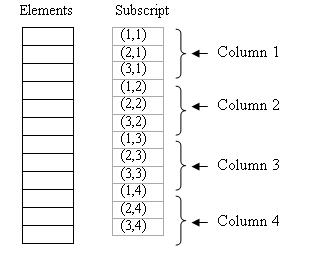 Elements Subscript
(1,1)
(2,1) Column 1
(3,1)
(1,2)
(2,2) Column 2
(3,2)
(1,3)
(2,3) Column 3
(3,3)
(1,4)
(2,4) Column 4
(3,4)